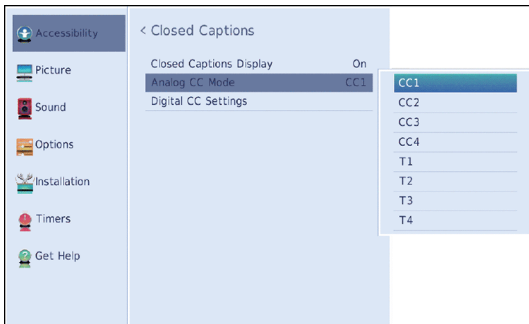 Accessibility
Picture
Sound
Options
Installation
Timers
Get Help
< Closed Captions
Closed Captions Display On
Analog CC Mode CC1
Digital CC Settings
CC1
CC2
CC3
CC4
T1
T2
T3
T4